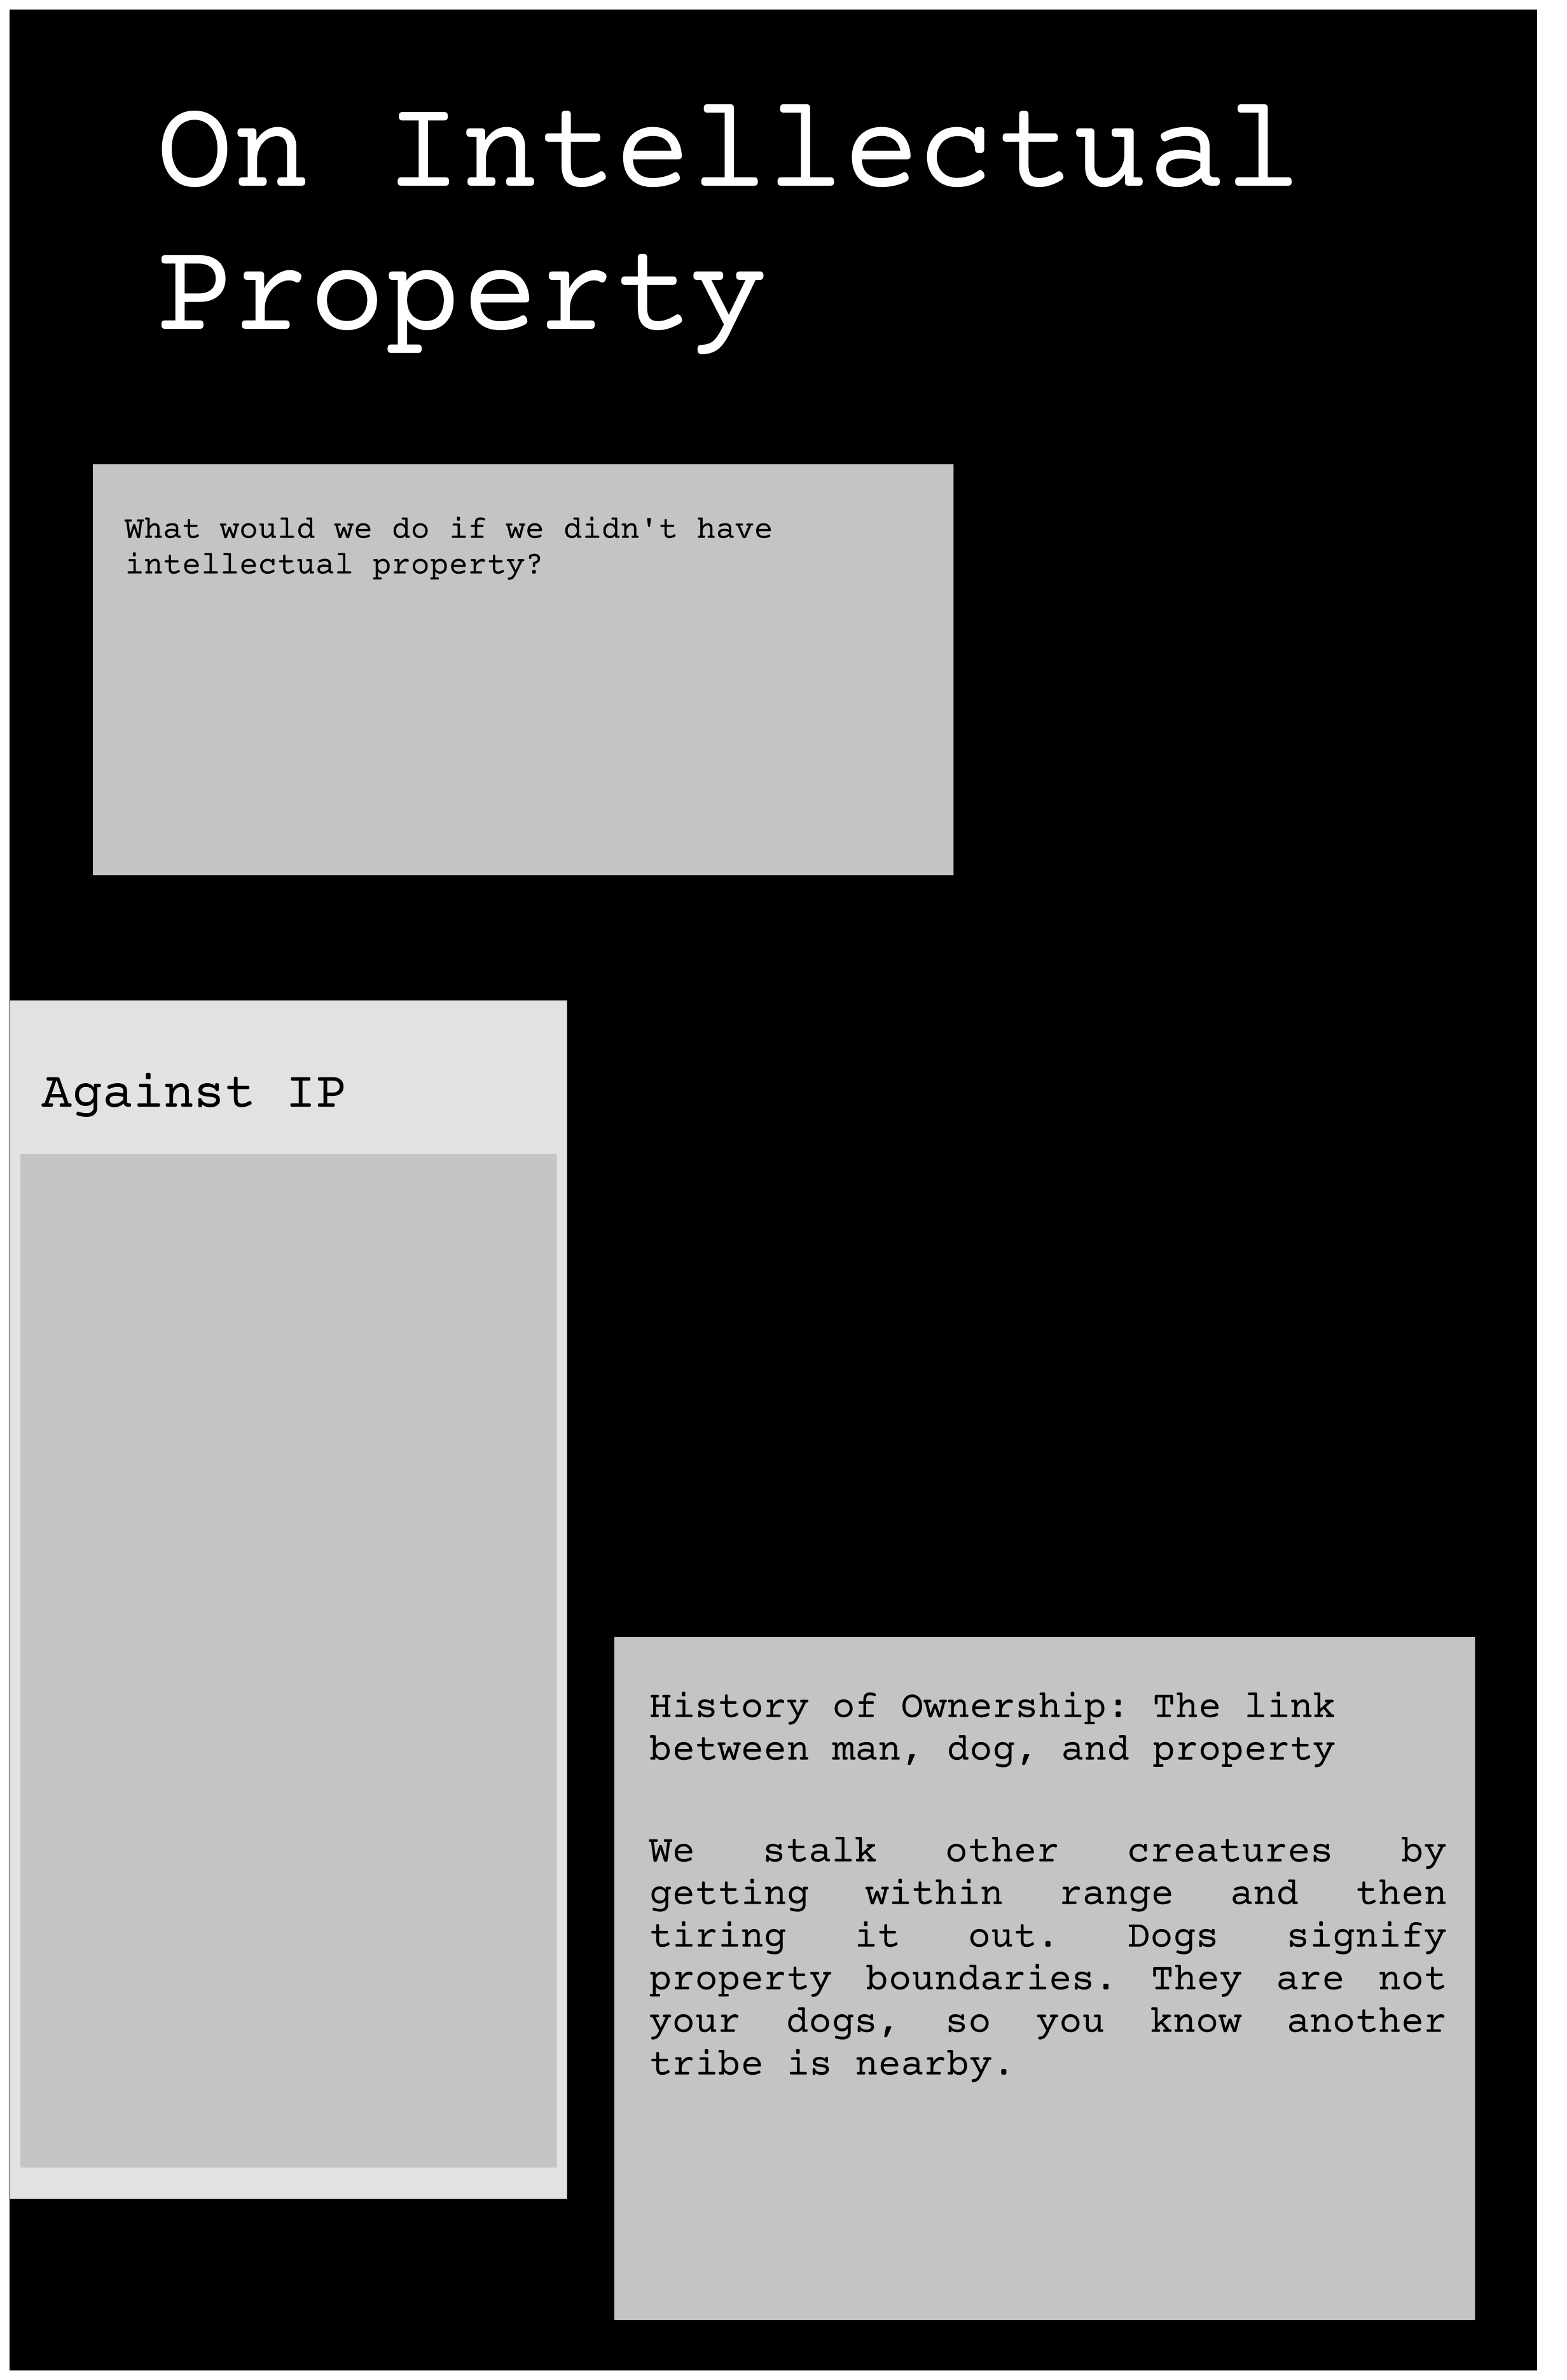 On Intellectual
Property
What would we do if we didn't have
intellectual property?
Against IP
History of Ownership: The link
between man, dog, and property
We stalk other creatures by
getting within range and then
tiring it out. Dogs signify
property boundaries. They are not
your dogs, so you know another
tribe is nearby.